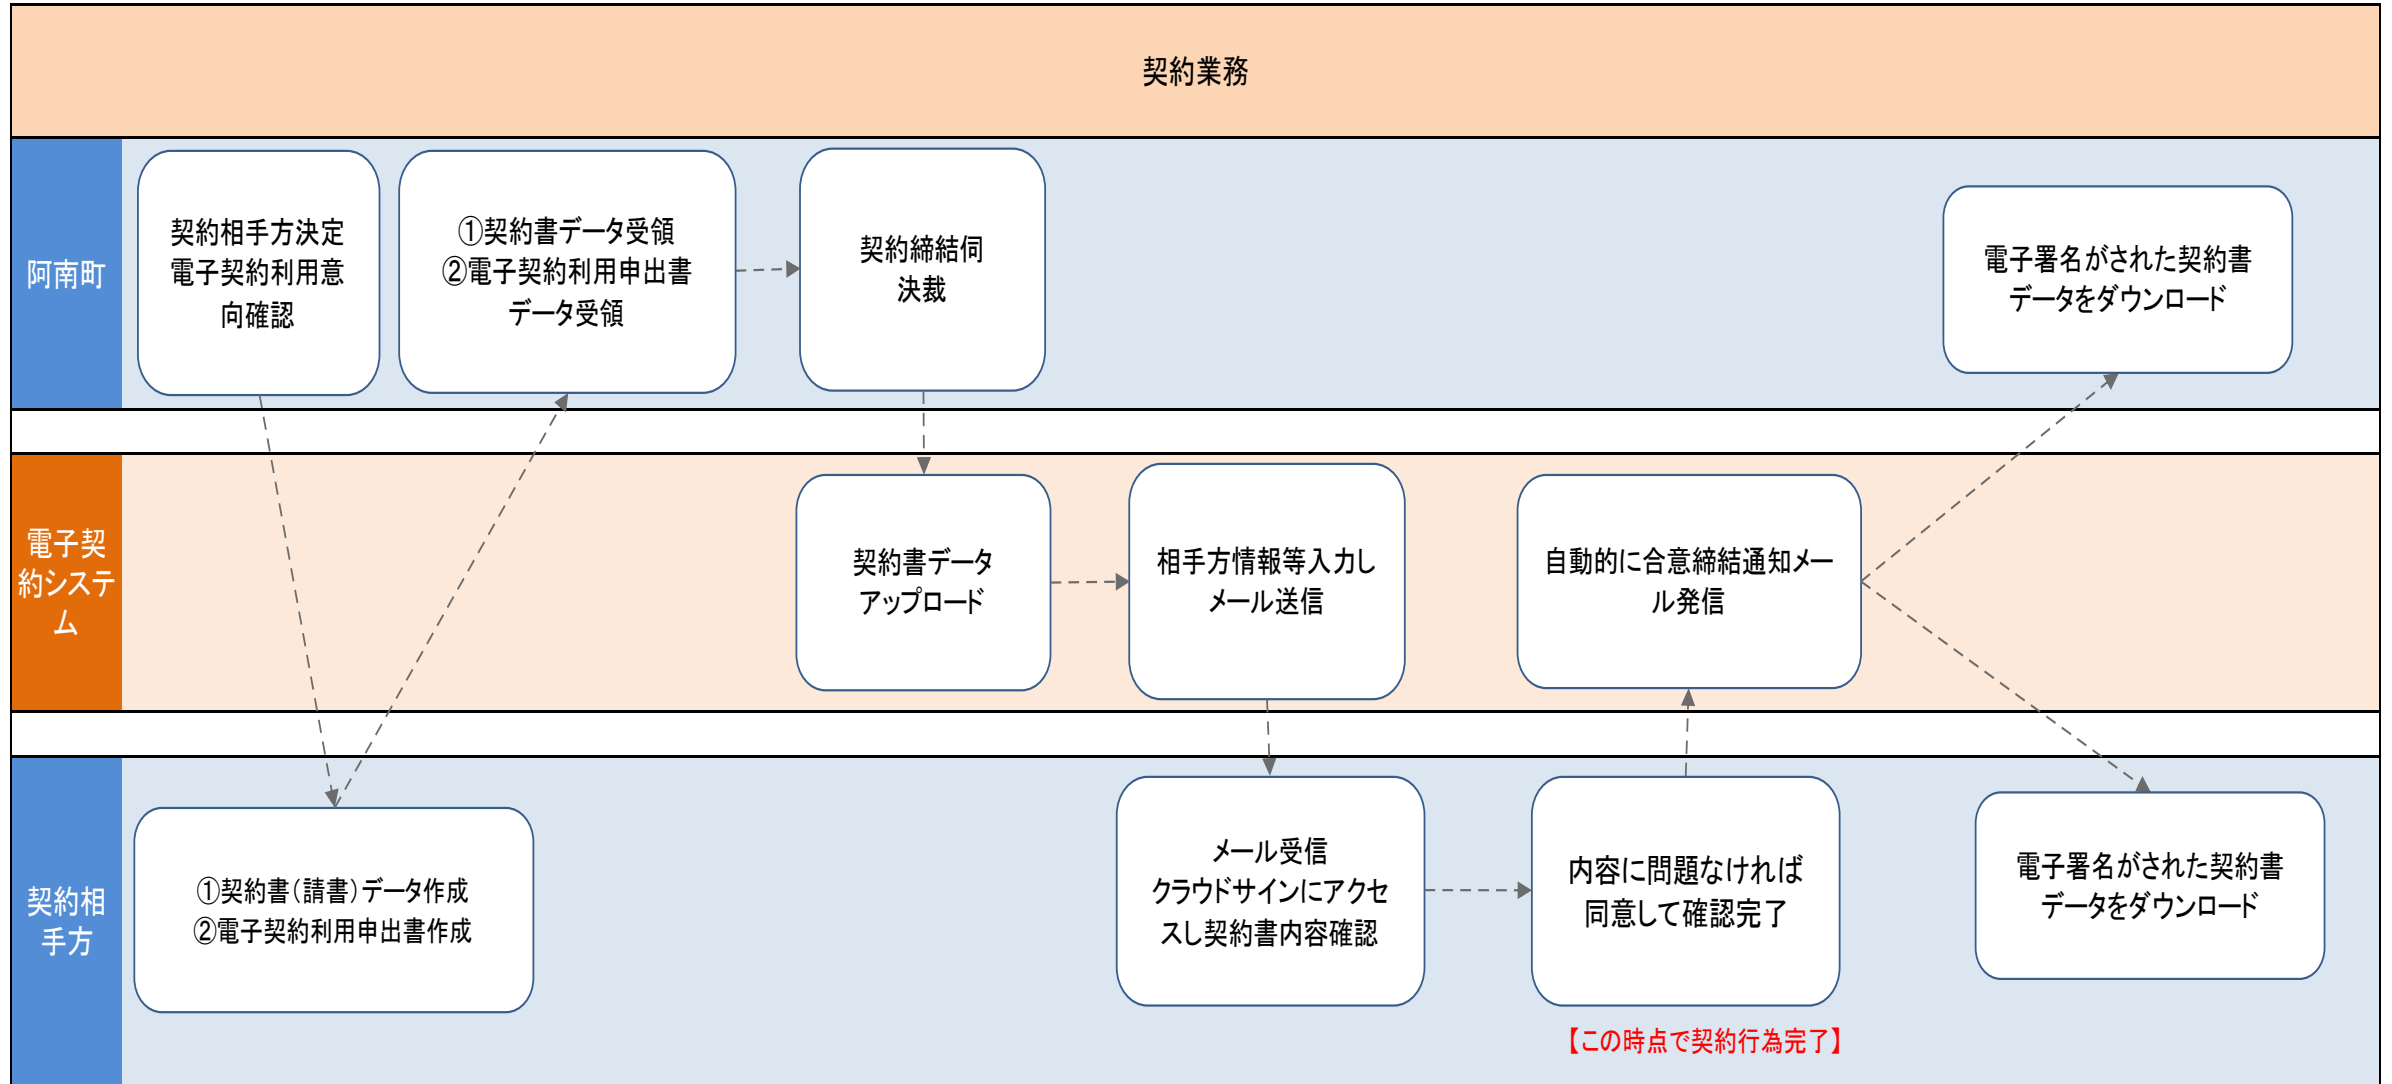 契約業務
阿南町
契約相手方決定
電子契約利用意
向確認
①契約書データ受領
②電子契約利用申出書
データ受領
契約締結伺
決裁
電子署名がされた契約書
データをダウンロード
電子契
約システ
ム
契約書データ
アップロード
相手方情報等入力し
メール送信
自動的に合意締結通知メー
ル発信
契約相
手方
①契約書(請書)データ作成
②電子契約利用申出書作成
メール受信
クラウドサインにアクセ
スし契約書内容確認
内容に問題なければ
同意して確認完了
【この時点で契約行為完了】
電子署名がされた契約書
データをダウンロード